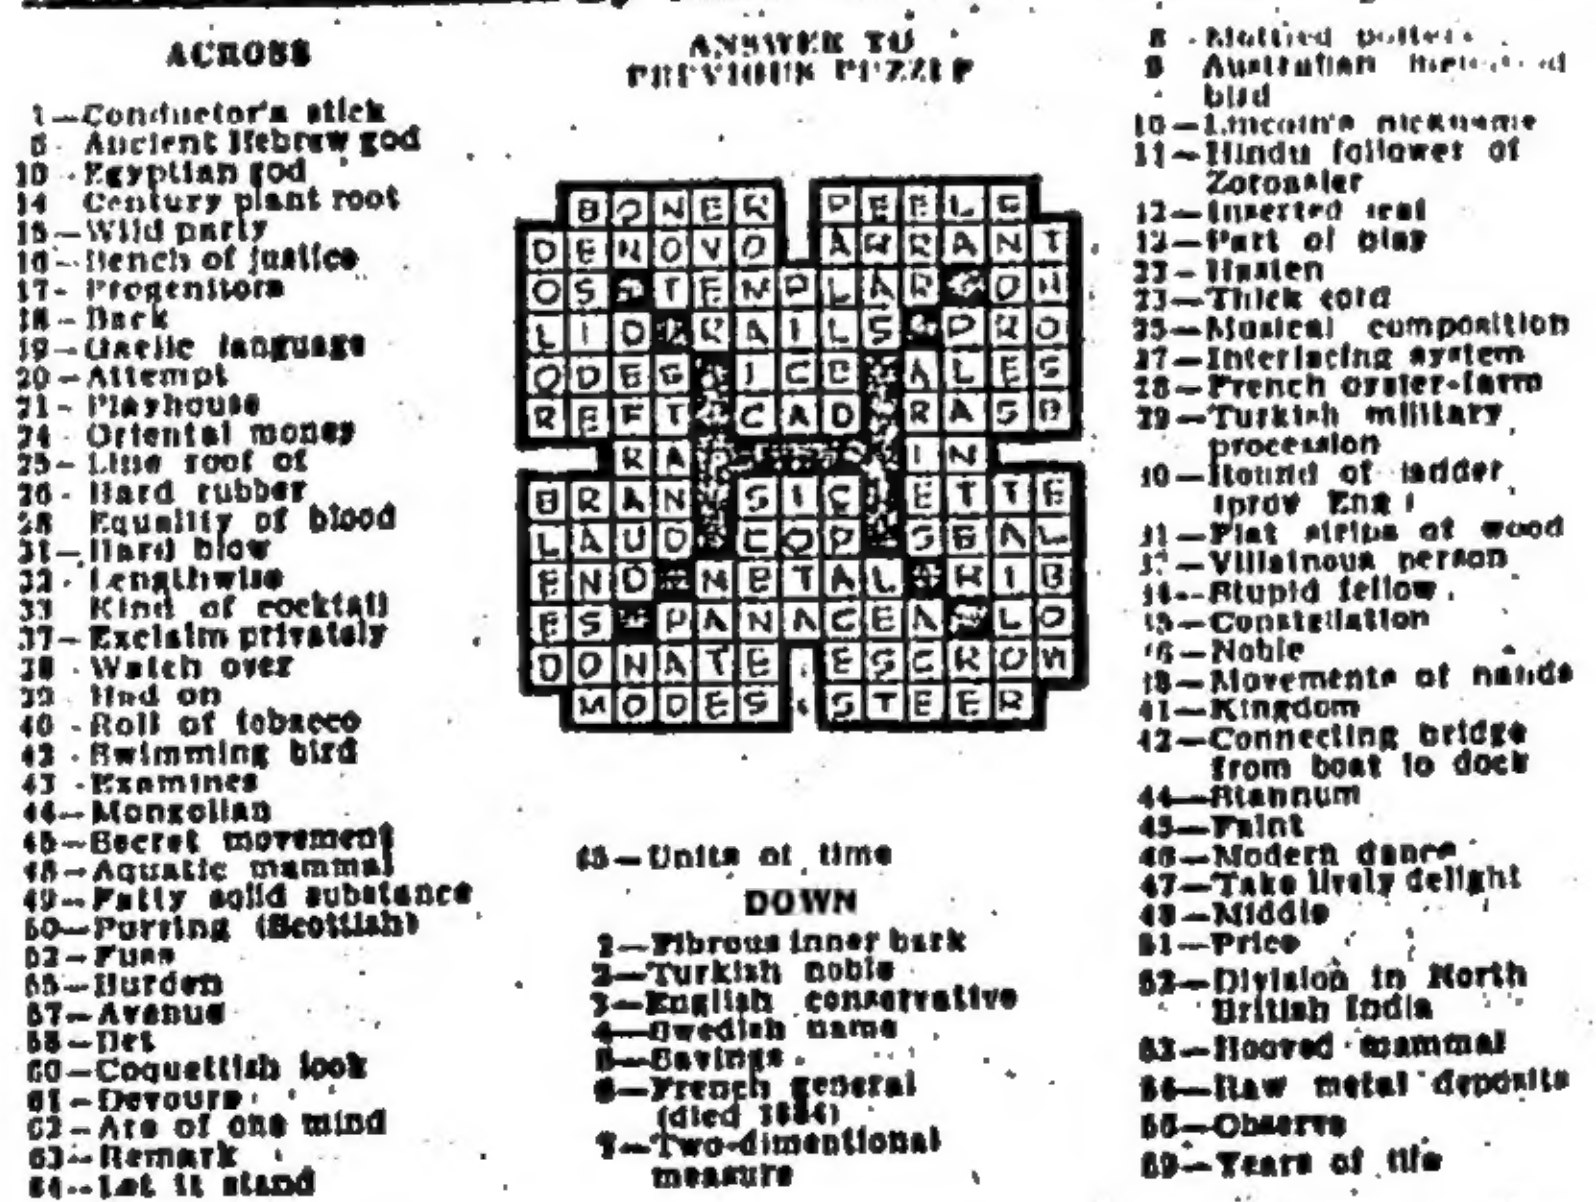 ACROSS
1—Conductor's stick
5- Ancient Hebrew god
10 - Egyptian god
14 Century plant root
15—Wild party
16—Bench of justice
17- Progenitors
18—Back
19—Gaelic language
20—Attempt
21- Playhouse
24- Oriental money
25- Line roof of
26- Hard rubber
28 Equality of blood
31—Hard blow
32- Lengthwise
33 Kind of cocktail
37—Exclaim privately
38 - Watch over
39 Had on
40 - Roll of tobacco
42 - Swimming bird
43 - Examines
44—Mongolian
45—Secret movement
48—Aquatic mammal
49—Fatty solid substance
50—Purring (Scottish)
52—Fuss
55—Burden
57—Avenue
58—Bet
60—Coquettish look
61—Devours
62—Are of one mind
63—Remark
64—Let it stand
ANSWER TO
PREVIOUS PUZZLE
BONER PEELS
DENOVO ARRANT
OS TEMPLAR ON
LID RAILS PRO
ODEG ICE ALES
REFT CAD RASB
RA IN
BRAN SIC ETTE
LAUD COP SEAL
END METAL RIB
ES PANACEA LO
DONATE ESCROW
MODES STEER
65—Units of time
DOWN
1—Fibrous inner bark
2—Turkish noble
3—English conservative
4—Swedish name
5—Savings
6—French general
(died 1884)
7—Two-dimentional
measure
8 - Mottled
9 Australian
bird
10—Lincoln's nickname
11—Hindu follower of
Zoroaster
12—Inserted seal
13—Part of play
22—Hasten
23—Thick cord
25—Musical composition
27—Interlacing system
28—French oyster-farm
29—Turkish military
procession
30—Round of ladder
(prov Eng)
31—Flat strips of wood
32—Villainous person
34—Stupid fellow
35—Constellation
36—Noble
38—Movements of hands
41—Kingdom
42—Connecting bridge
from boat to dock
44—Stannum
45—Faint
46—Modern dance
47—Take lively delight
48—Middle
51—Price
52—Division in North
British India
53—Hooved mammal
54—Raw metal deposits
56—Observe
59—Years of life